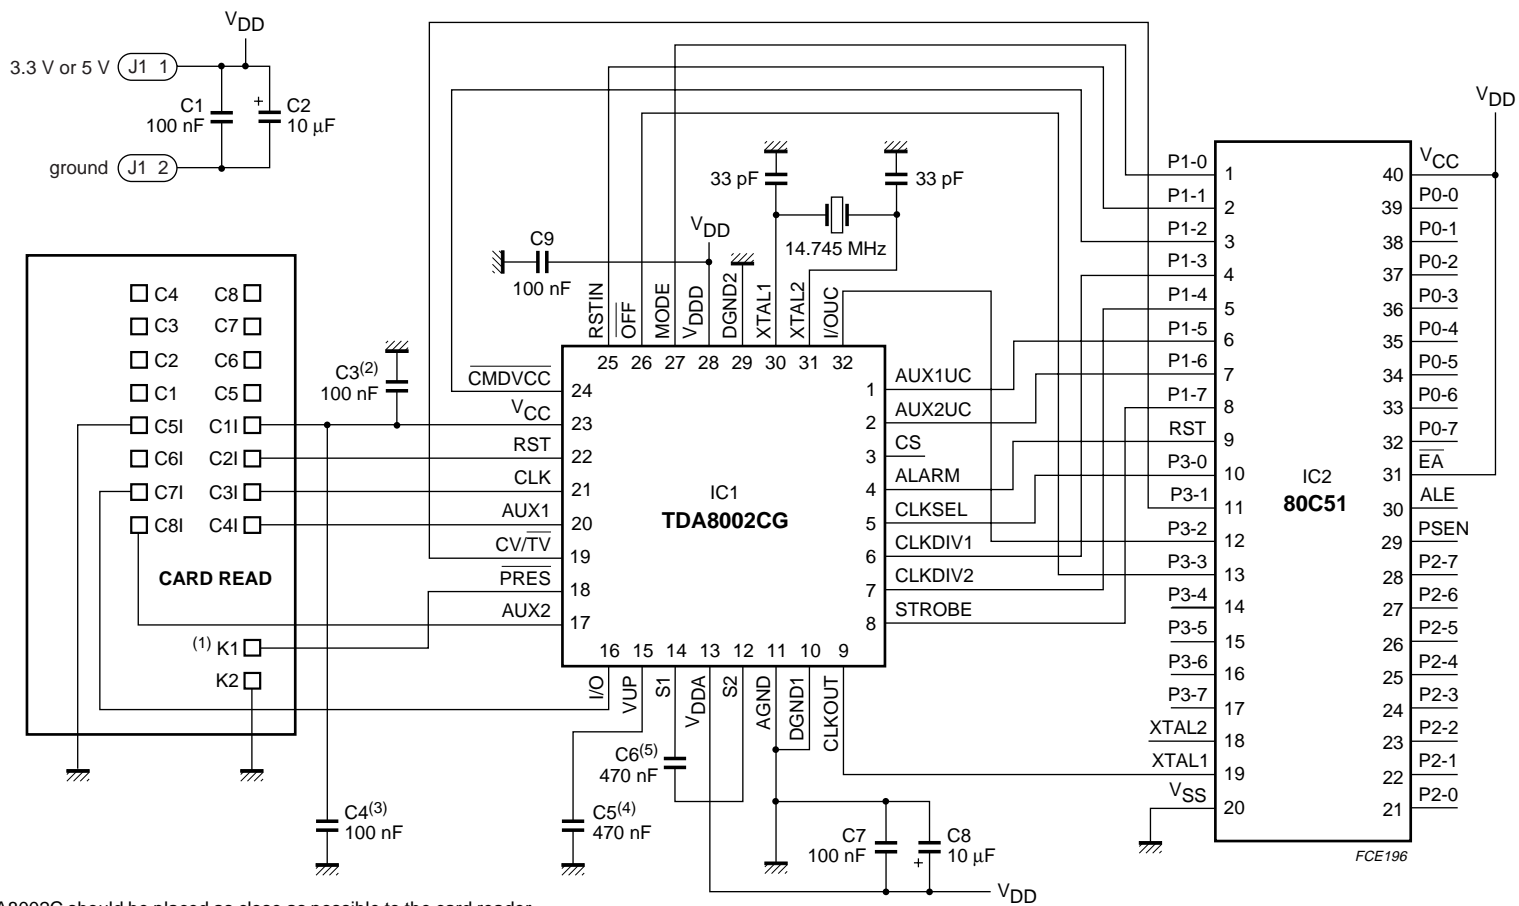 VDD
3.3 V or 5 V J1 1
C1 100 nF
+ C2 10 μF
ground J1 2
C4 C8
C3 C7
C2 C6
C1 C5
C5I C1I
C6I C2I
C7I C3I
C8I C4I
CARD READ
(1) K1
K2
C3(2)
100 nF
C4(3)
100 nF
C5(4)
470 nF
C6(5)
470 nF
C9
100 nF
VDD
33 pF
33 pF
14.745 MHz
RSTIN
OFF
MODE
VDDD
DGND2
XTAL1
XTAL2
I/OUC
25 26 27 28 29 30 31 32
CMDVCC 24
VCC 23
RST 22
CLK 21
AUX1 20
CV/TV 19
PRES 18
AUX2 17
IC1
TDA8002CG
1 AUX1UC
2 AUX2UC
3 CS
4 ALARM
5 CLKSEL
6 CLKDIV1
7 CLKDIV2
8 STROBE
16 15 14 13 12 11 10 9
I/O
VUP
S1
VDDA
S2
AGND
DGND1
CLKOUT
C7
100 nF
C8
10 μF
+
VDD
VDD
P1-0 1
P1-1 2
P1-2 3
P1-3 4
P1-4 5
P1-5 6
P1-6 7
P1-7 8
RST 9
P3-0 10
P3-1 11
P3-2 12
P3-3 13
P3-4 14
P3-5 15
P3-6 16
P3-7 17
XTAL2 18
XTAL1 19
VSS 20
IC2
80C51
40 VCC
39 P0-0
38 P0-1
37 P0-2
36 P0-3
35 P0-4
34 P0-5
33 P0-6
32 P0-7
31 EA
30 ALE
29 PSEN
28 P2-7
27 P2-6
26 P2-5
25 P2-4
24 P2-3
23 P2-2
22 P2-1
21 P2-0
FCE196